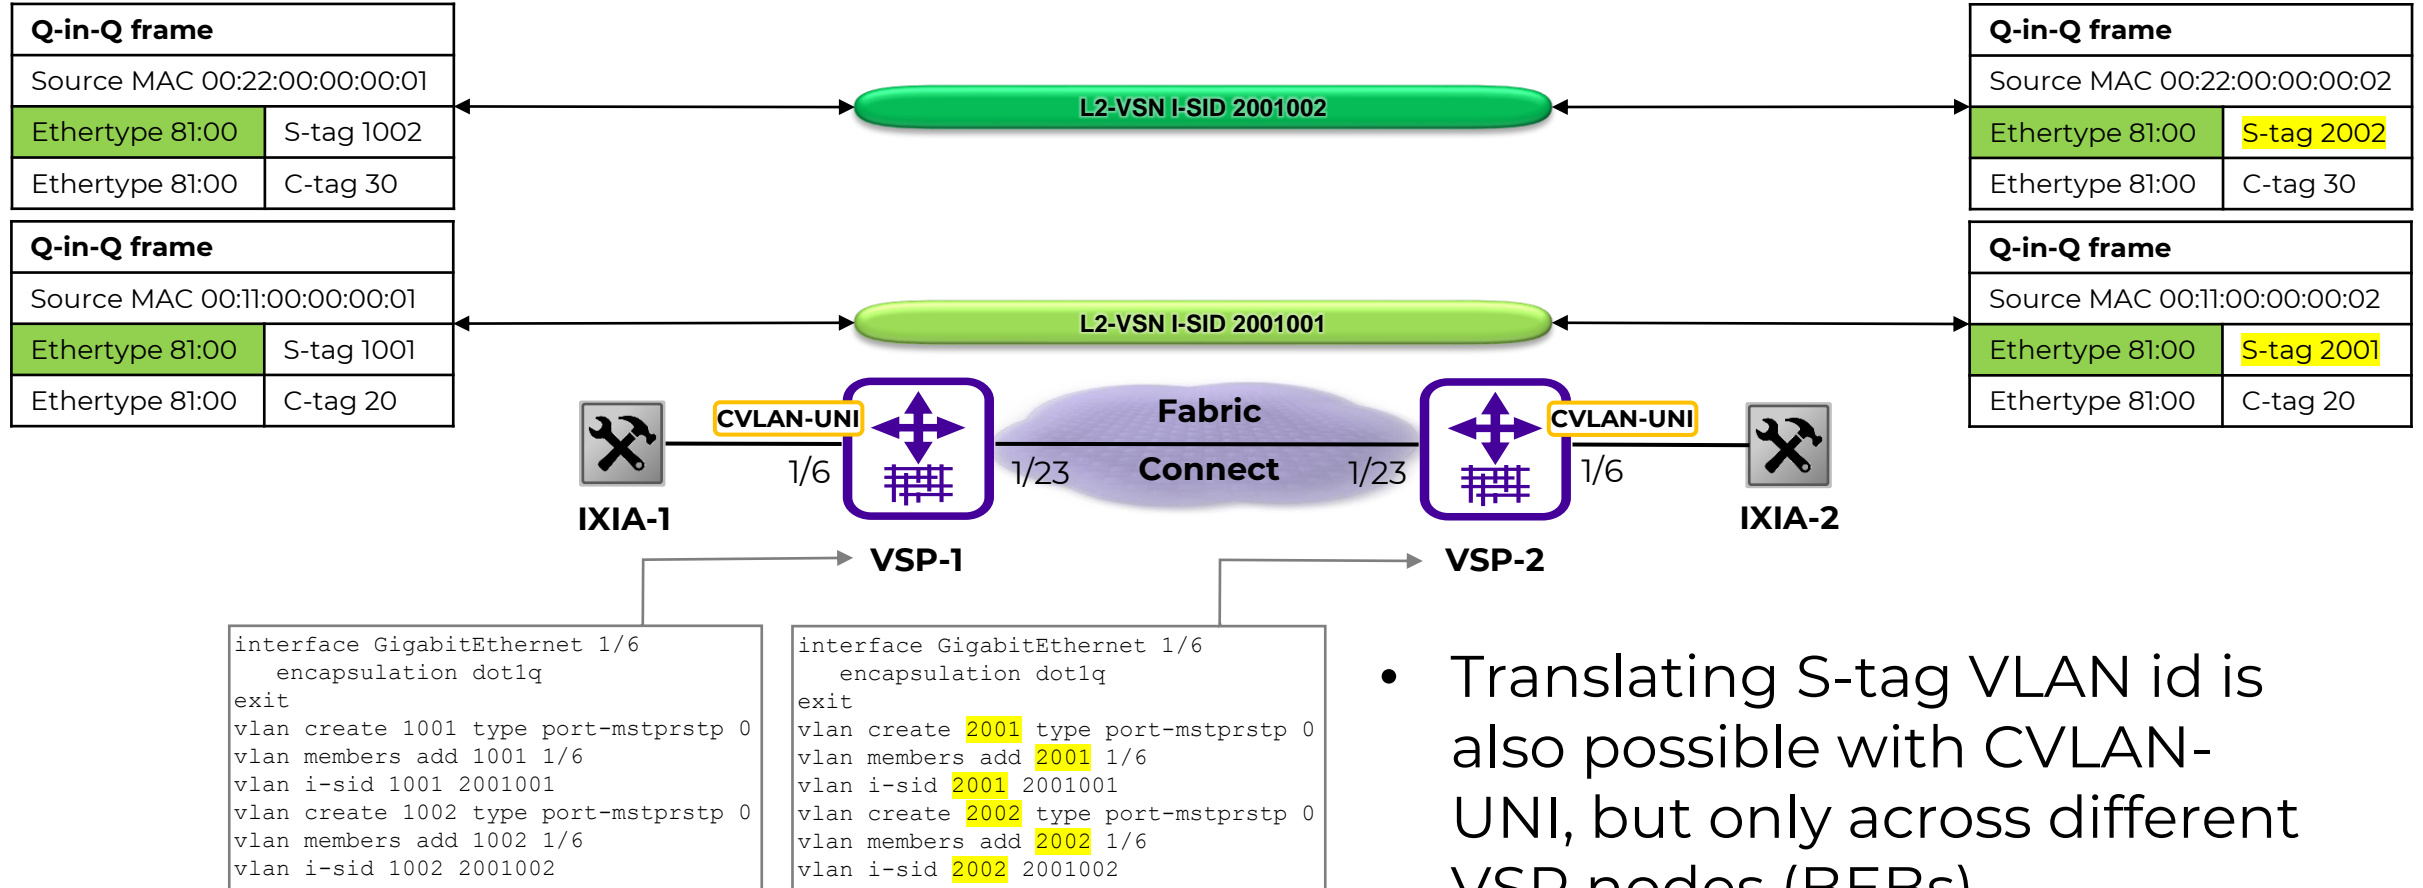 Q-in-Q frame
Source MAC 00:22:00:00:00:01
Ethertype 81:00 S-tag 1002
Ethertype 81:00 C-tag 30
L2-VSN I-SID 2001002
Q-in-Q frame
Source MAC 00:22:00:00:00:02
Ethertype 81:00 S-tag 2002
Ethertype 81:00 C-tag 30
Q-in-Q frame
Source MAC 00:11:00:00:00:01
Ethertype 81:00 S-tag 1001
Ethertype 81:00 C-tag 20
L2-VSN I-SID 2001001
Q-in-Q frame
Source MAC 00:11:00:00:00:02
Ethertype 81:00 S-tag 2001
Ethertype 81:00 C-tag 20
CVLAN-UNI
1/6
IXIA-1
VSP-1
1/23
Fabric
Connect
1/23
VSP-2
CVLAN-UNI
1/6
IXIA-2
interface GigabitEthernet 1/6
encapsulation dot1q
exit
vlan create 1001 type port-mstprstp 0
vlan members add 1001 1/6
vlan i-sid 1001 2001001
vlan create 1002 type port-mstprstp 0
vlan members add 1002 1/6
vlan i-sid 1002 2001002
interface GigabitEthernet 1/6
encapsulation dot1q
exit
vlan create 2001 type port-mstprstp 0
vlan members add 2001 1/6
vlan i-sid 2001 2001001
vlan create 2002 type port-mstprstp 0
vlan members add 2002 1/6
vlan i-sid 2002 2001002
• Translating S-tag VLAN id is
also possible with CVLAN-
UNI, but only across different
VSP nodes (BEBs)